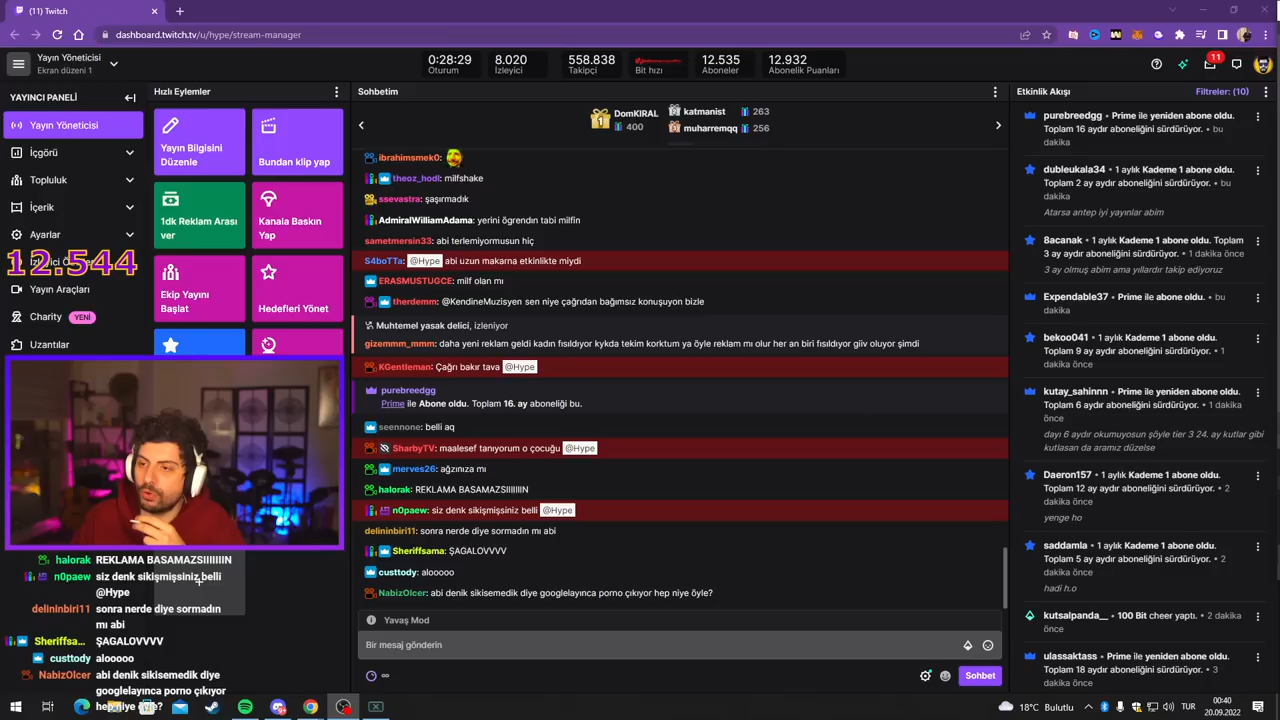 (11) Twitch
dashboard.twitch.tv/u/hype/stream-manager
Yayın Yöneticisi
Ekran düzeni 1
0:28:29
Oturum
8.020
İzleyici
558.838
Takipçi
Bit hızı
12.535
Aboneler
12.932
Abonelik Puanları
11
YAYINCI PANELİ
Yayın Yöneticisi
İçgörü
Topluluk
İçerik
Ayarlar
12.544
Yayın Araçları
Charity YENİ
Uzantılar
Hızlı Eylemler
Yayın Bilgisini
Düzenle
Bundan klip yap
1dk Reklam Arası
ver
Kanala Baskın
Yap
Ekip Yayını
Başlat
Hedefleri Yönet
Sohbetim
1
DomKIRAL
400
katmanist 263
muharremqq 256
ibrahimsmek0:
theoz_hodl: milfshake
ssevastra: şaşırmadık
AdmiralWilliamAdama: yerini ögrendın tabi milfin
sametmersin33: abi terlemiyormusun hiç
S4boTTa: @Hype abi uzun makarna etkinlikte miydi
ERASMUSTUGCE: milf olan mı
therdemm: @KendineMuzisyen sen niye çağrıdan bağımsız konuşuyon bizle
Muhtemel yasak delici, izleniyor
gizemmm_mmm: daha yeni reklam geldi kadın fısıldıyor kykda tekim korktum ya öyle reklam mı olur her an biri fısıldıyor giiv oluyor şimdi
KGentleman: Çağrı bakır tava @Hype
purebreedgg
Prime ile Abone oldu. Toplam 16. ay aboneliği bu.
seennone: belli aq
SharbyTV: maalesef tanıyorum o çocuğu @Hype
merves26: ağzınıza mı
halorak: REKLAMA BASAMAZSIIIIIIIN
n0paew: siz denk sikişmişsiniz belli @Hype
delininbiri11: sonra nerde diye sormadın mı abi
Sheriffsama: ŞAGALOVVVV
custtody: alooooo
NabizOlcer: abi denik sikisemedik diye googlelayınca porno çıkıyor hep niye öyle?
Yavaş Mod
Bir mesaj gönderin
Sohbet
Etkinlik Akışı
Filtreler: (10)
purebreedgg • Prime ile yeniden abone oldu.
Toplam 16 aydır aboneliğini sürdürüyor. • bu
dakika
dubleukala34 • 1 aylık Kademe 1 abone oldu.
Toplam 2 ay aydır aboneliğini sürdürüyor. • bu
dakika
Atarsa antep iyi yayınlar abim
8acanak • 1 aylık Kademe 1 abone oldu. Toplam
3 ay aydır aboneliğini sürdürüyor. • 1 dakika önce
3 ay olmuş abim ama yıllardır takip ediyoruz
Expendable37 • Prime ile abone oldu. • bu
dakika
bekoo041 • 1 aylık Kademe 1 abone oldu.
Toplam 9 ay aydır aboneliğini sürdürüyor. • 1
dakika önce
kutay_sahinnn • Prime ile yeniden abone oldu.
Toplam 6 aydır aboneliğini sürdürüyor. • 1 dakika
önce
dayı 6 aydır okumuyosun şöyle tier 3 24. ay kutlar gibi
kutlasan da aramız düzelse
Daeron157 • 1 aylık Kademe 1 abone oldu.
Toplam 12 ay aydır aboneliğini sürdürüyor. • 2
dakika önce
yenge ho
saddamla • 1 aylık Kademe 1 abone oldu.
Toplam 5 ay aydır aboneliğini sürdürüyor. • 2
dakika önce
hadi h.o
kutsalpanda__ • 100 Bit cheer yaptı. • 2 dakika
önce
ulassaktass • Prime ile yeniden abone oldu.
Toplam 18 aydır aboneliğini sürdürüyor. • 3
dakika önce
halorak REKLAMA BASAMAZSIIIIIIIN
n0paew siz denk sikişmişsiniz belli
@Hype
delininbiri11 sonra nerde diye sormadın
mı abi
Sheriffsa... ŞAGALOVVVV
custtody alooooo
NabizOlcer abi denik sikisemedik diye
googlelayınca porno çıkıyor
hep niye öyle?
18°C Bulutlu
TUR
00:40
20.09.2022